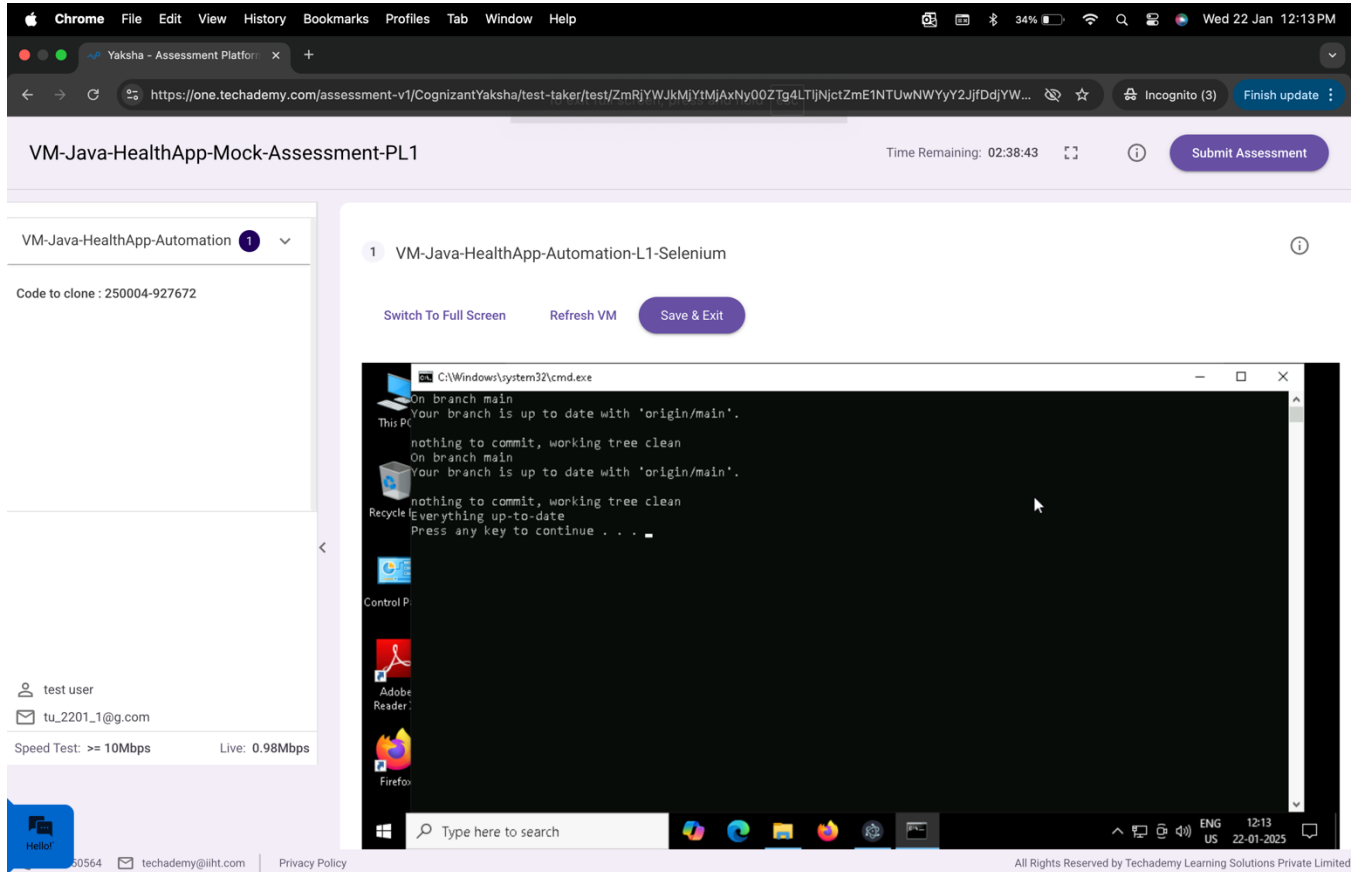 Chrome File Edit View History Bookmarks Profiles Tab Window Help 34% Wed 22 Jan 12:13 PM
Yaksha - Assessment Platform
https://one.techademy.com/assessment-v1/CognizantYaksha/test-taker/test/ Incognito (3) Finish update
VM-Java-HealthApp-Mock-Assessment-PL1 Time Remaining: 02:38:43 Submit Assessment
VM-Java-HealthApp-Automation 1
Code to clone : 250004-927672
1 VM-Java-HealthApp-Automation-L1-Selenium
Switch To Full Screen Refresh VM Save & Exit
C:\Windows\system32\cmd.exe
On branch main
Your branch is up to date with 'origin/main'.
nothing to commit, working tree clean
On branch main
Your branch is up to date with 'origin/main'.
nothing to commit, working tree clean
Everything up-to-date
Press any key to continue . . .
This PC
Recycle
Control P
Adobe
Reader
Firefox
Type here to search
ENG
US
12:13
22-01-2025
test user
tu_2201_1@g.com
Speed Test: >= 10Mbps Live: 0.98Mbps
Hello!
50564 techademy@iiht.com Privacy Policy All Rights Reserved by Techademy Learning Solutions Private Limited